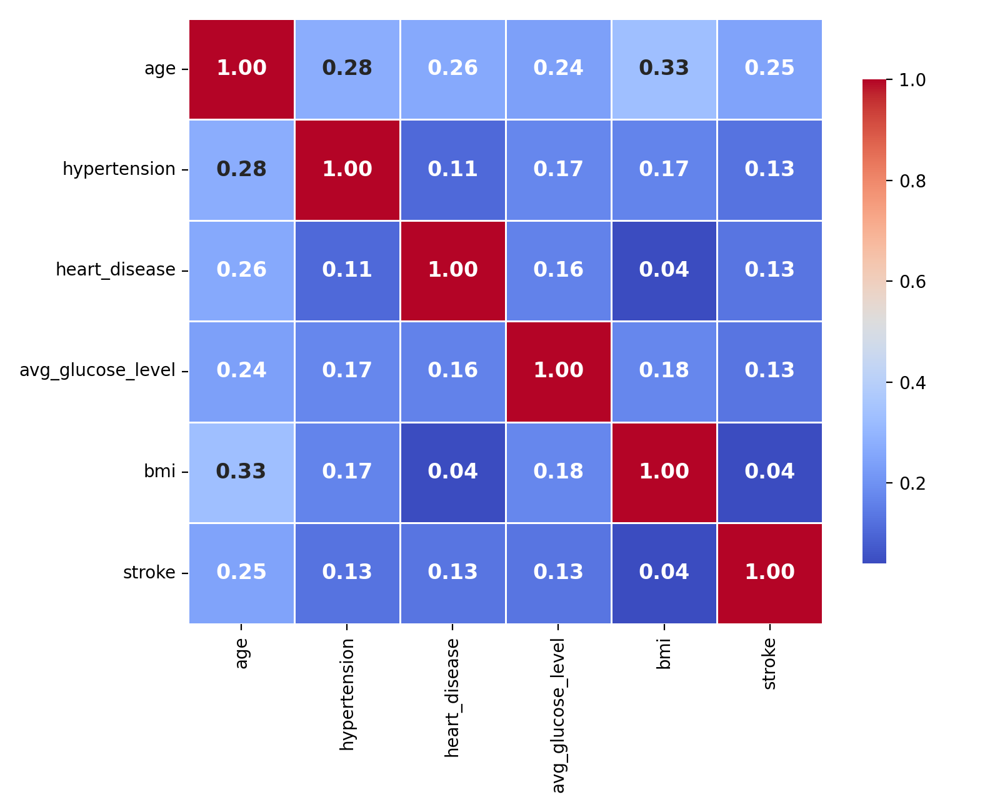 age 1.00 0.28 0.26 0.24 0.33 0.25
hypertension 0.28 1.00 0.11 0.17 0.17 0.13
heart_disease 0.26 0.11 1.00 0.16 0.04 0.13
avg_glucose_level 0.24 0.17 0.16 1.00 0.18 0.13
bmi 0.33 0.17 0.04 0.18 1.00 0.04
stroke 0.25 0.13 0.13 0.13 0.04 1.00
age
hypertension
heart_disease
avg_glucose_level
bmi
stroke
1.0
0.8
0.6
0.4
0.2